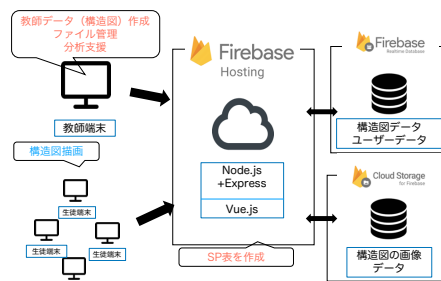 教師データ（構造図）作成
ファイル管理
分析支援
教師端末
構造図描画
生徒端末
生徒端末
生徒端末
生徒端末
Firebase
Hosting
Node.js
+Express
Vue.js
SP表を作成
Firebase
Realtime Database
構造図データ
ユーザーデータ
Cloud Storage
for Firebase
構造図の画像
データ